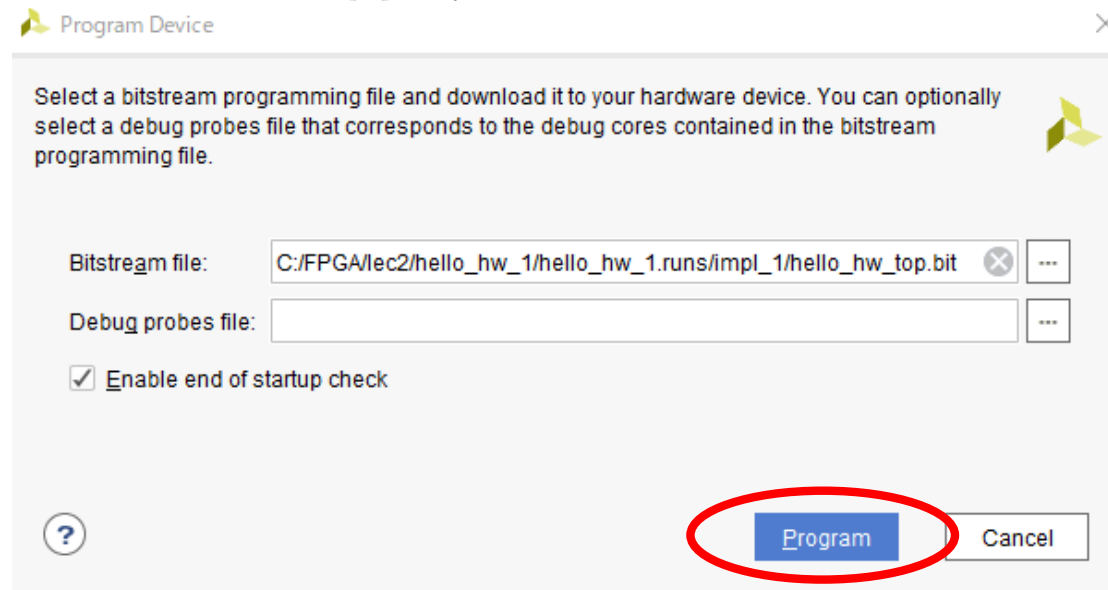 Program Device
Select a bitstream programming file and download it to your hardware device. You can optionally
select a debug probes file that corresponds to the debug cores contained in the bitstream
programming file.
Bitstream file: C:/FPGA/lec2/hello_hw_1/hello_hw_1.runs/impl_1/hello_hw_top.bit ...
Debug probes file: ...
Enable end of startup check
? Program Cancel